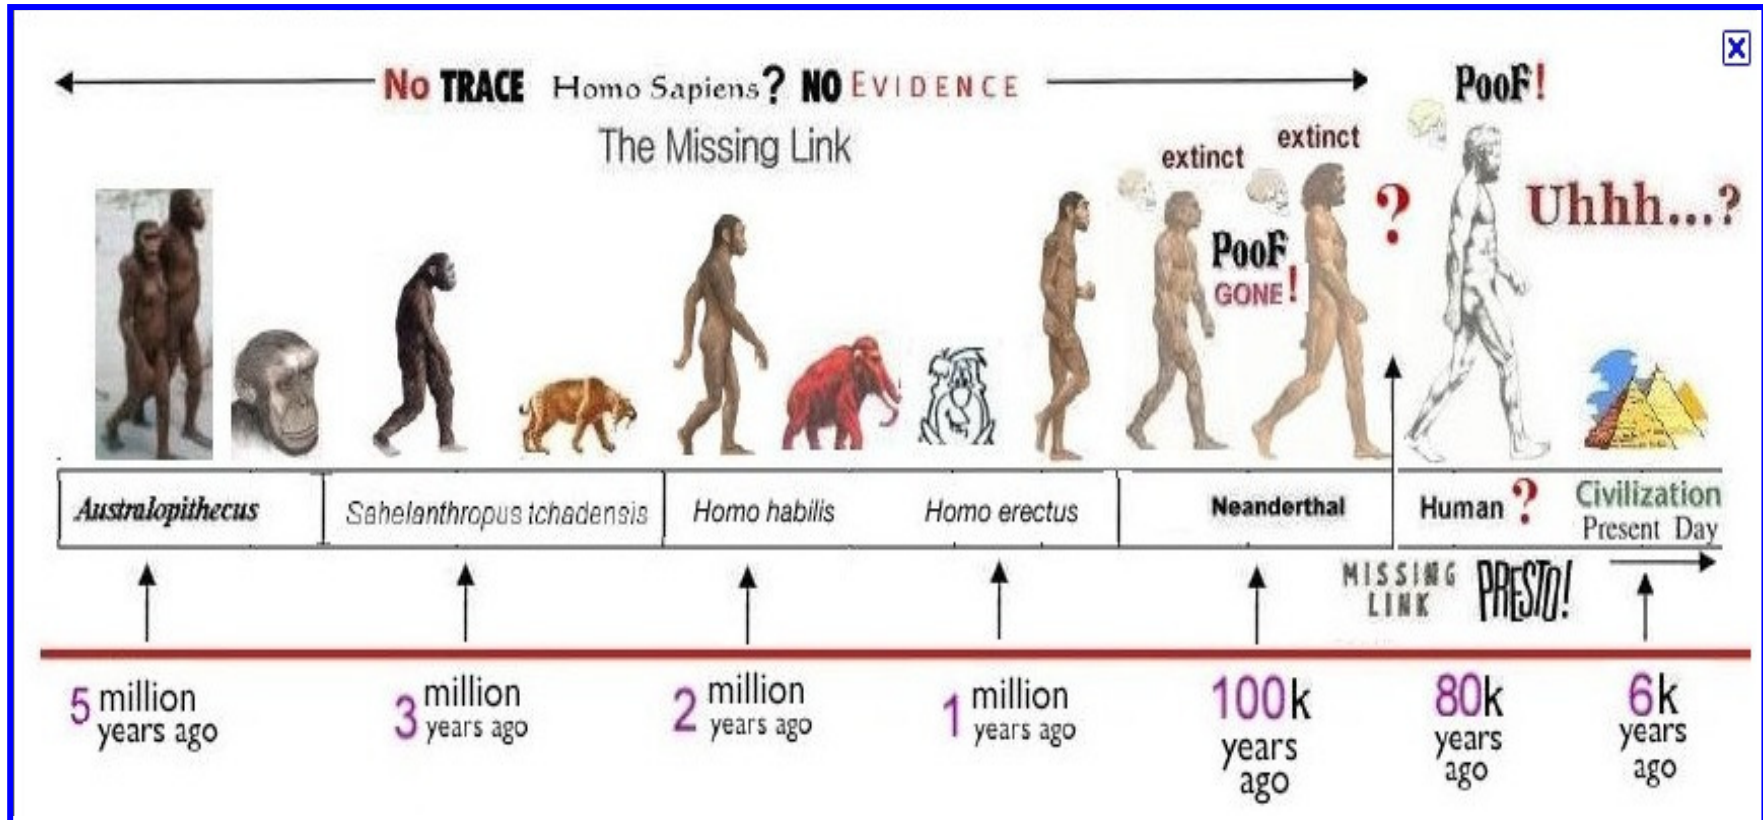 No TRACE Homo Sapiens? NO EVIDENCE
The Missing Link
PooF!
extinct
extinct
?
Uhhh...?
PooF
GONE!
Australopithecus
Sahelanthropus tchadensis
Homo habilis
Homo erectus
Neanderthal
Human ?
Civilization
Present Day
MISSING
LINK
PRESTO!
5 million
years ago
3 million
years ago
2 million
years ago
1 million
years ago
100k
years
ago
80k
years
ago
6k
years
ago